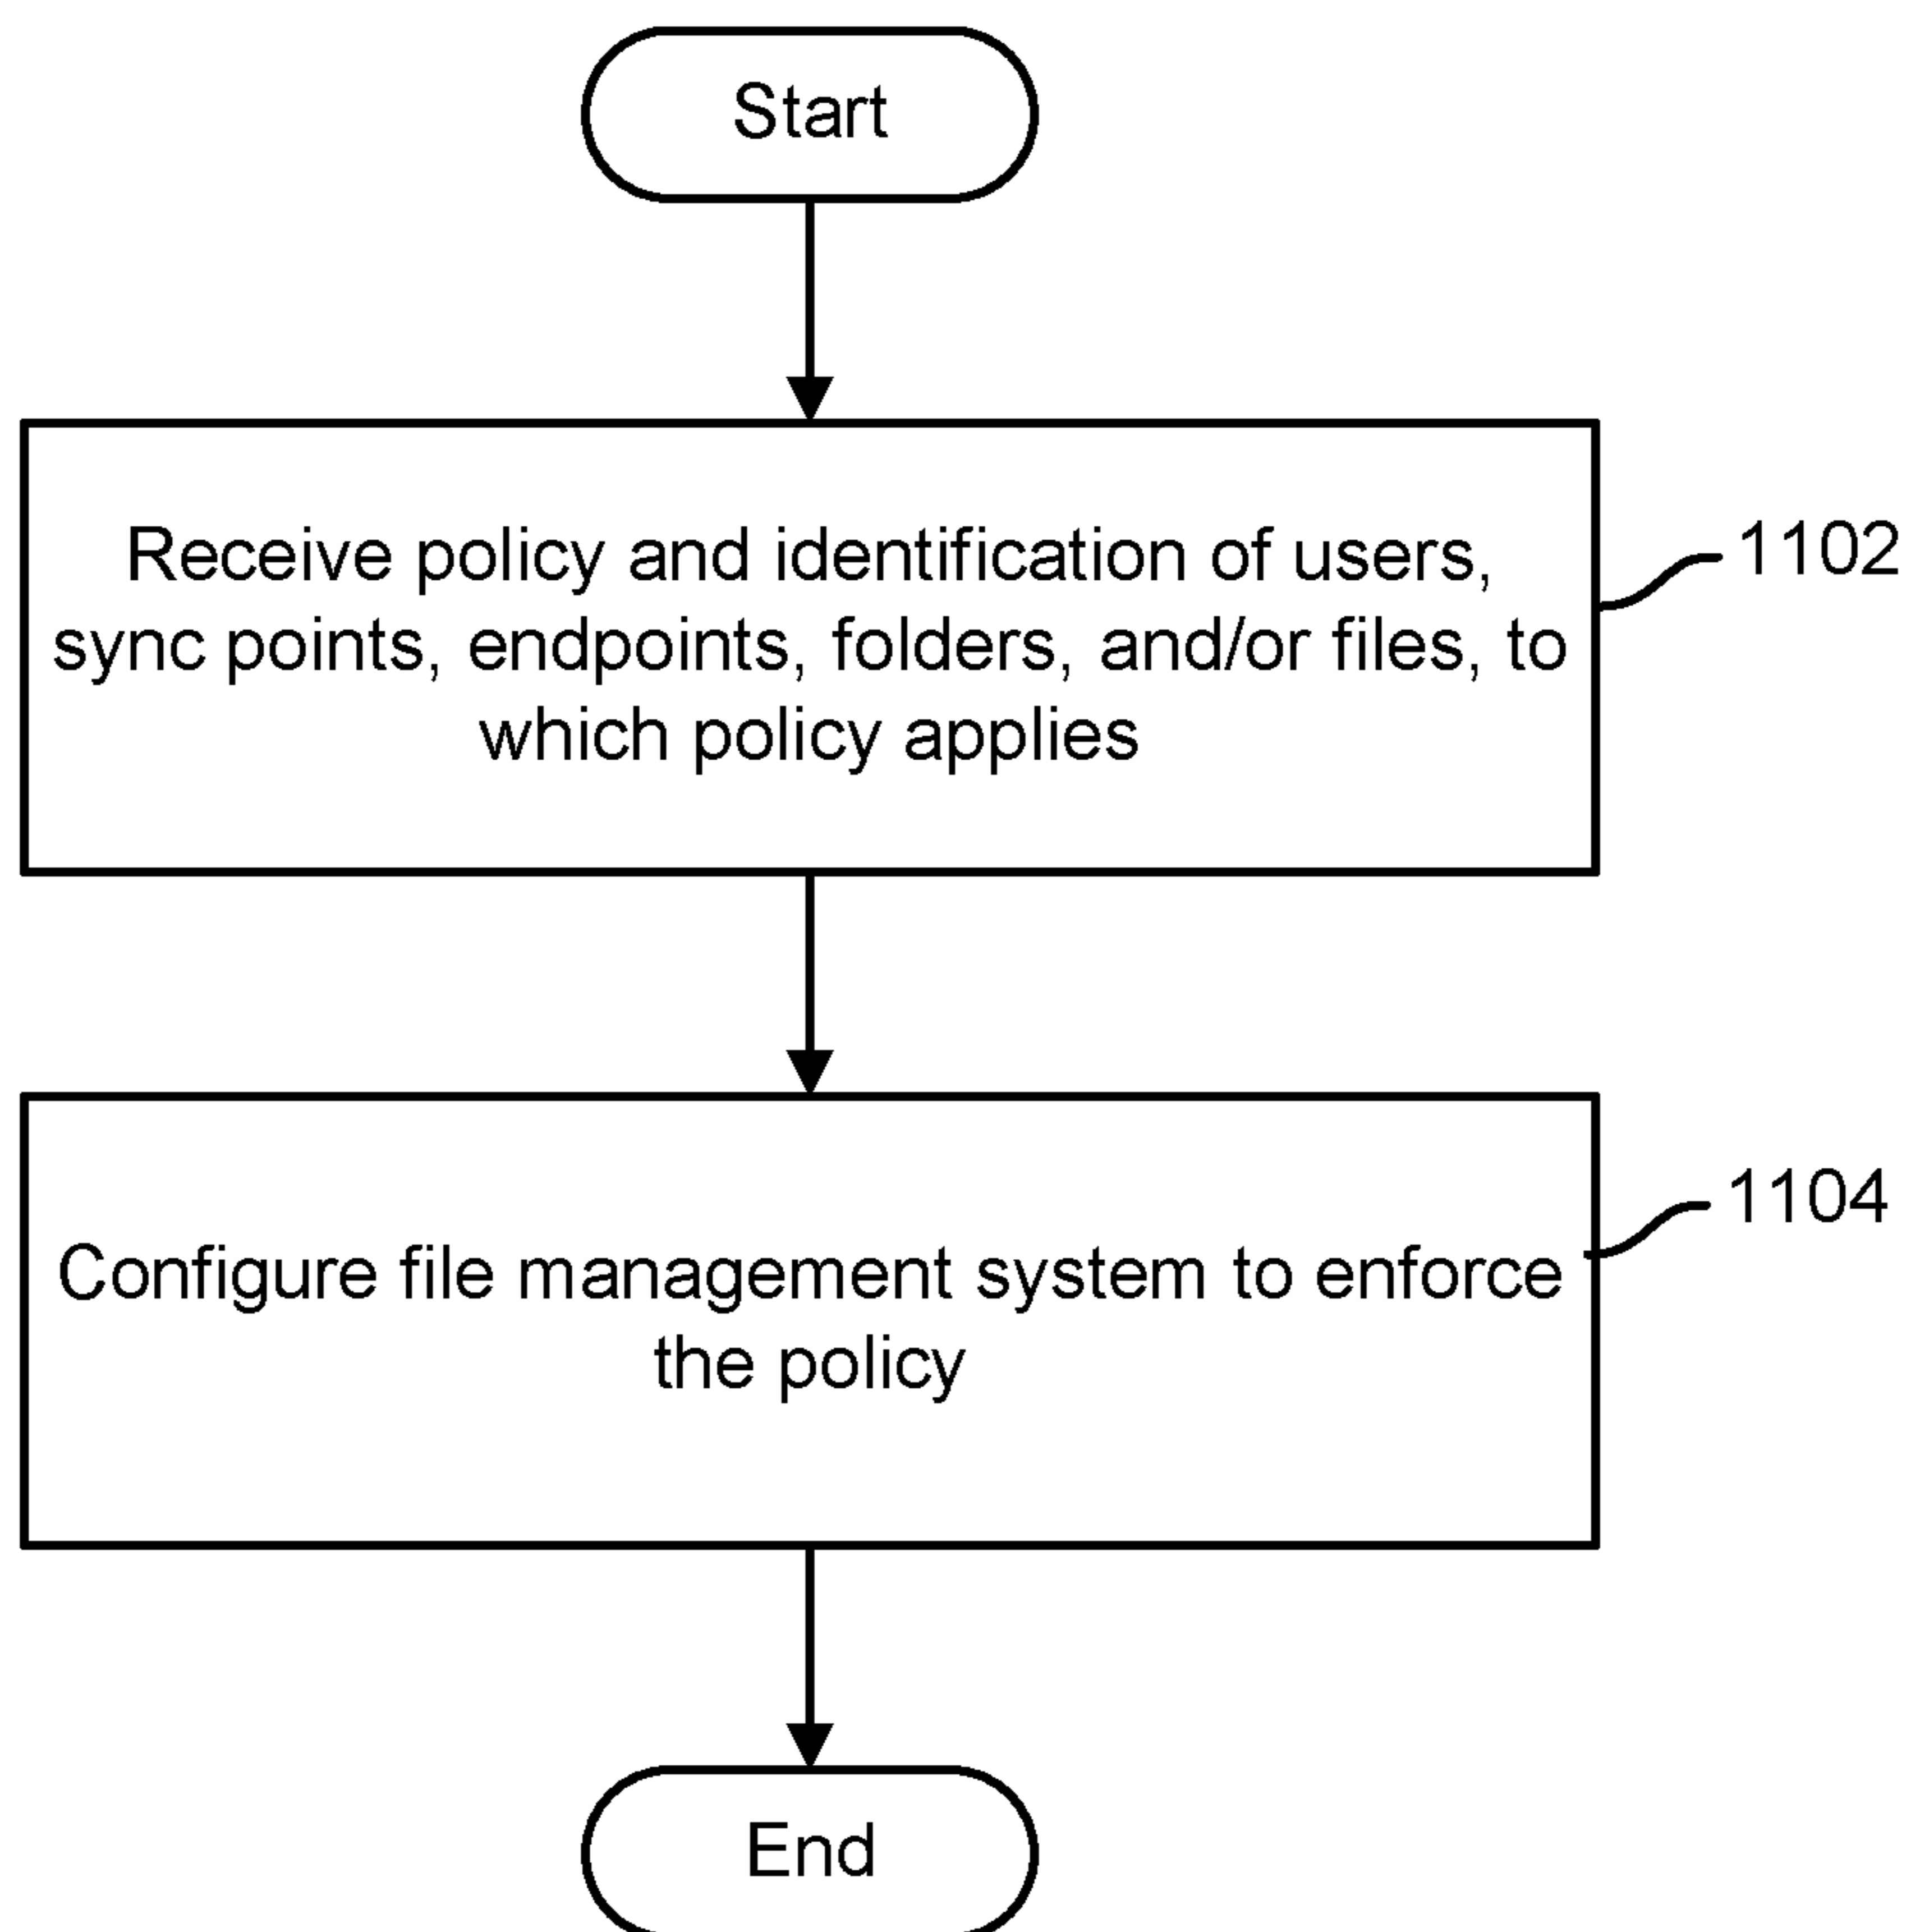 Start
Receive policy and identification of users,
sync points, endpoints, folders, and/or files, to
which policy applies
1102
Configure file management system to enforce
the policy
1104
End